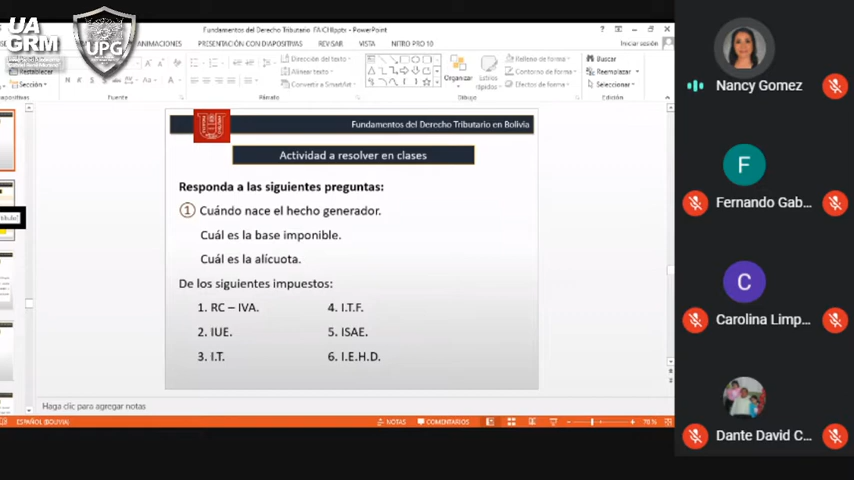 UA
GRM
UPG
Fundamentos del Derecho Tributario FAICI Rpptx - PowerPoint
ANIMACIONES
PRESENTACIÓN CON DIAPOSITIVAS
REVISAR
VISTA
NITRO PRO 10
Iniciar sesión
Restablecer
Sección
Fuente
Dirección del texto
Alinear texto
Convertir a SmartArt
Párrafo
Organizar
Estilos rápidos
Dibujo
Relleno de forma
Contorno de forma
Efectos de forma
Buscar
Reemplazar
Seleccionar
Edición
Fundamentos del Derecho Tributario en Bolivia
Actividad a resolver en clases
Responda a las siguientes preguntas:
1 Cuándo nace el hecho generador.
Cuál es la base imponible.
Cuál es la alícuota.
De los siguientes impuestos:
1. RC – IVA.
4. I.T.F.
2. IUE.
5. ISAE.
3. I.T.
6. I.E.H.D.
Haga clic para agregar notas
ESPAÑOL (BOLIVIA)
NOTAS
COMENTARIOS
70 %
Nancy Gomez
F
Fernando Gab...
C
Carolina Limp...
Dante David C...